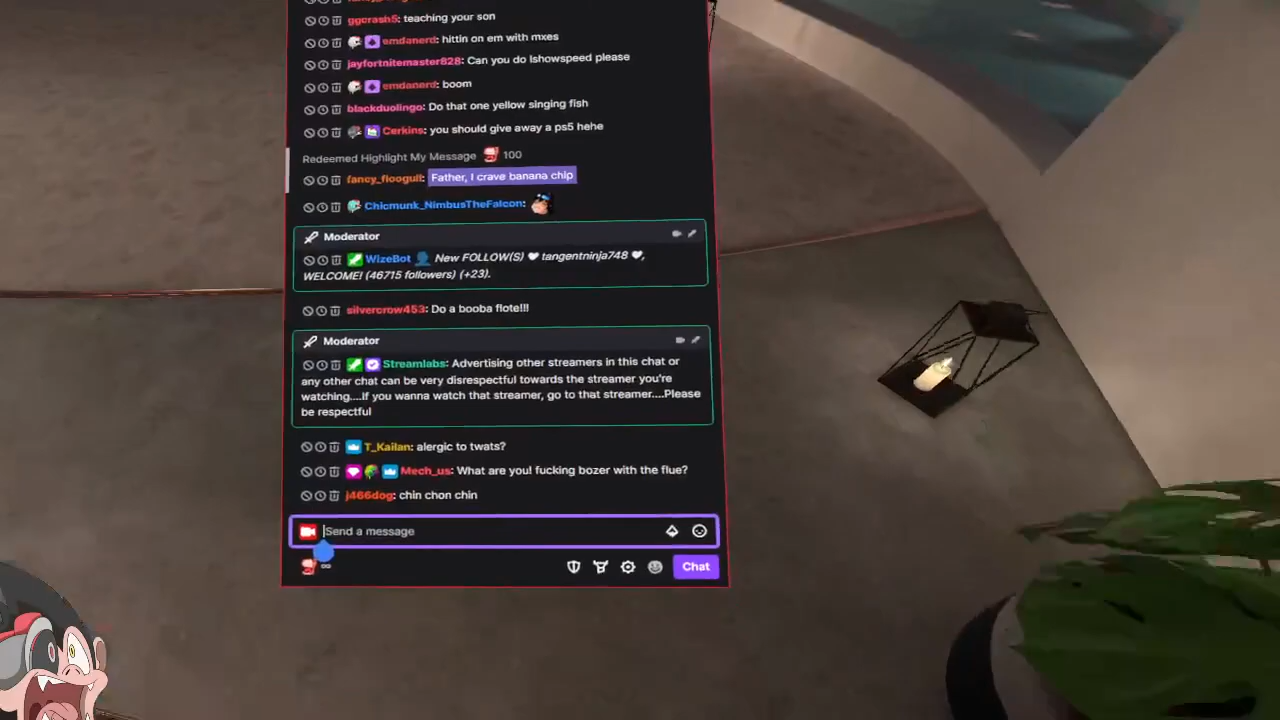 ggcrash5: teaching your son
emdanerd: hittin on em with mxes
jayfortnitemaster828: Can you do Ishowspeed please
emdanerd: boom
blackduolingo: Do that one yellow singing fish
Cerkins: you should give away a ps5 hehe
Redeemed Highlight My Message 100
fancy_floogull: Father, I crave banana chip
Chicmunk_NimbusTheFalcon:
Moderator
WizeBot New FOLLOW(S) ❤ tangentninja748 ❤,
WELCOME! (46715 followers) (+23).
silvercrow453: Do a booba flote!!!
Moderator
Streamlabs: Advertising other streamers in this chat or
any other chat can be very disrespectful towards the streamer you're
watching....If you wanna watch that streamer, go to that streamer....Please
be respectful
T_Kailan: alergic to twats?
Mech_us: What are you! fucking bozer with the flue?
j466dog: chin chon chin
Send a message
Chat